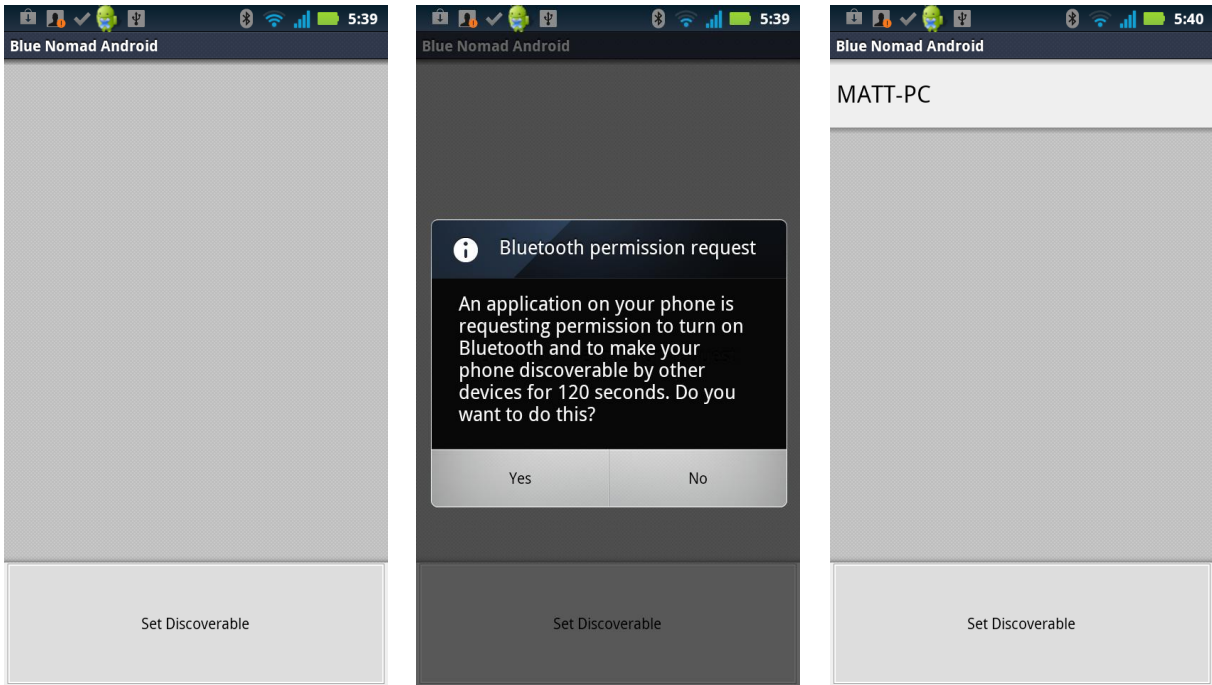 5:39
Blue Nomad Android
Set Discoverable
5:39
Blue Nomad Android
Bluetooth permission request
An application on your phone is
requesting permission to turn on
Bluetooth and to make your
phone discoverable by other
devices for 120 seconds. Do you
want to do this?
Yes No
Set Discoverable
5:40
Blue Nomad Android
MATT-PC
Set Discoverable